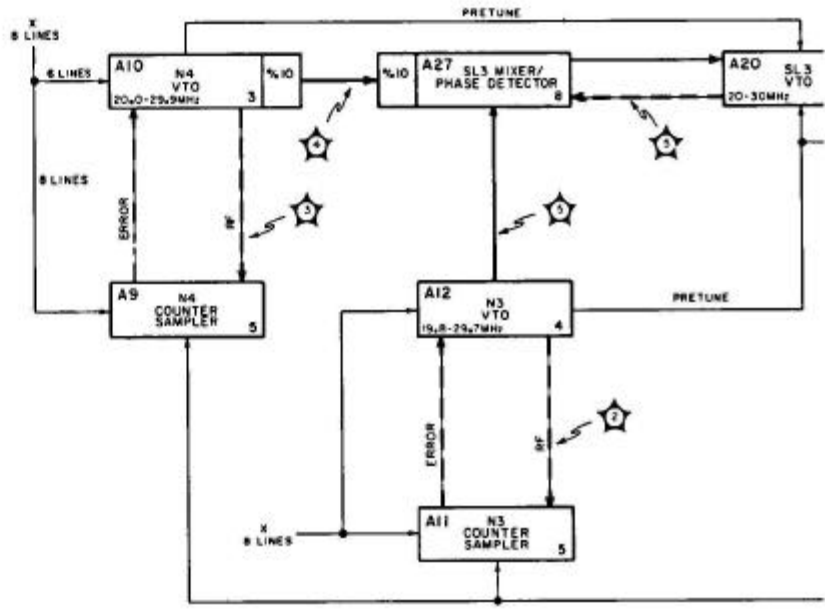 X
8 LINES
PRETUNE
6 LINES
A10
N4
VTO
20.0-29.9MHz
3
%10
%10
A27
SL3 MIXER/
PHASE DETECTOR
8
A20
SL3
VTO
20-30MHz
4
5
8 LINES
ERROR
RF
3
5
A9
N4
COUNTER
SAMPLER
5
A12
N3
VTO
19.8-29.7MHz
4
PRETUNE
ERROR
RF
2
X
8 LINES
A11
N3
COUNTER
SAMPLER
5